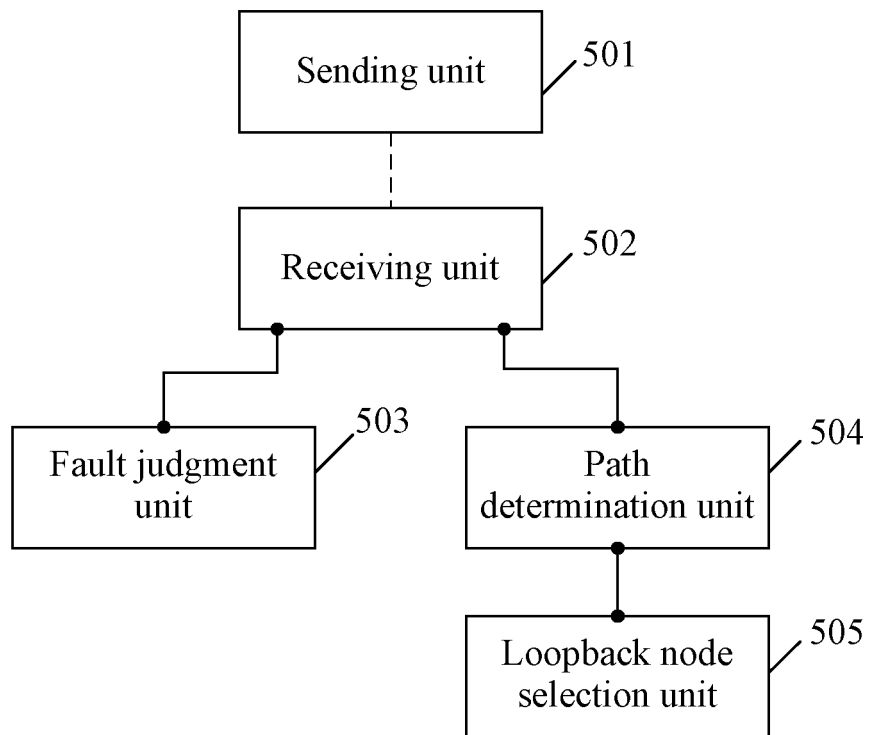 Sending unit
501
Receiving unit
502
Fault judgment
unit
503
Path
determination unit
504
Loopback node
selection unit
505